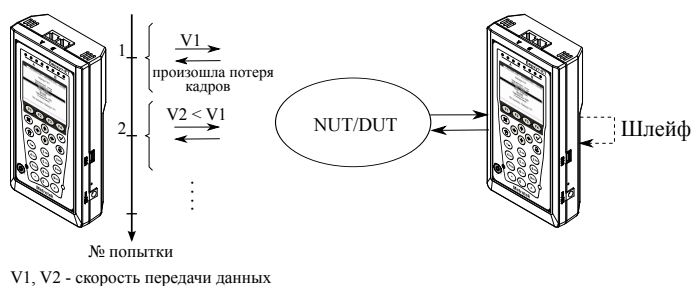 1
V1
произошла потеря
кадров
2
V2 < V1
NUT/DUT
Шлейф
№ попытки
V1, V2 - скорость передачи данных